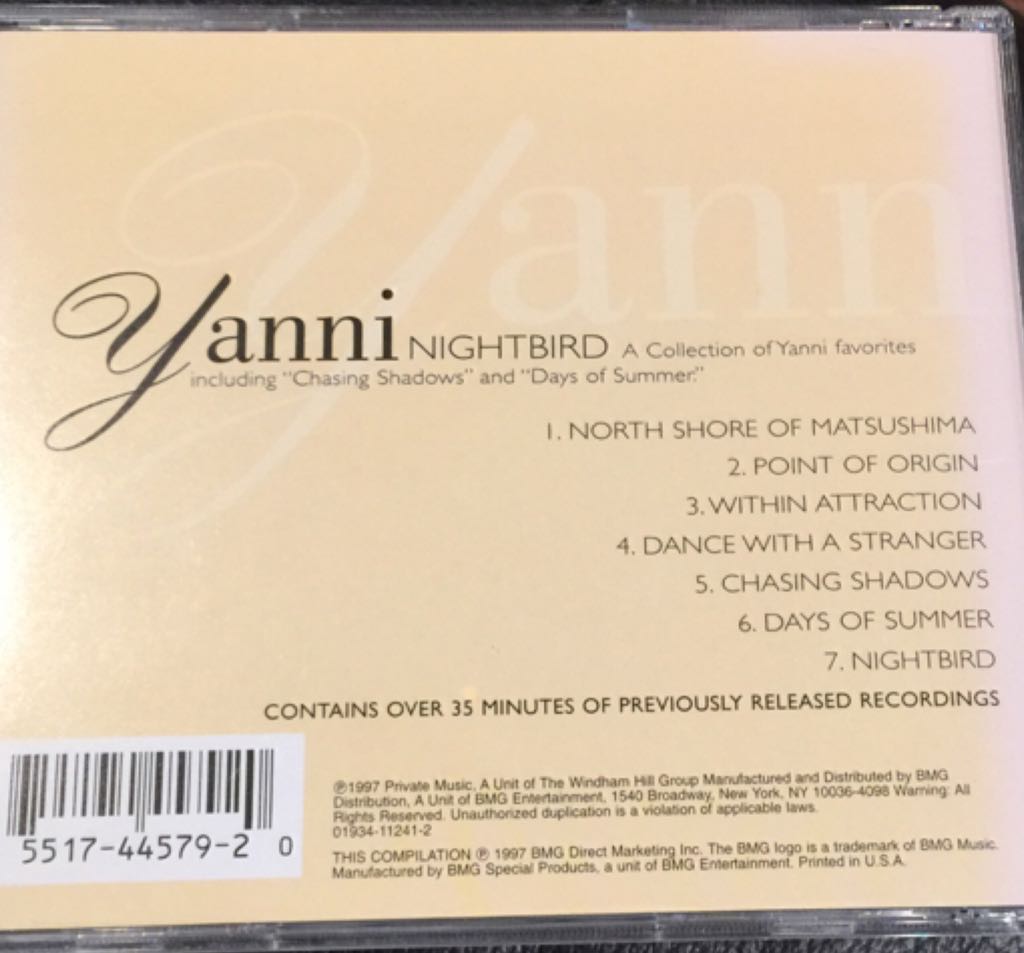 Yann
Yanni NIGHTBIRD A Collection of Yanni favorites
including "Chasing Shadows" and "Days of Summer."
1. NORTH SHORE OF MATSUSHIMA
2. POINT OF ORIGIN
3. WITHIN ATTRACTION
4. DANCE WITH A STRANGER
5. CHASING SHADOWS
6. DAYS OF SUMMER
7. NIGHTBIRD
CONTAINS OVER 35 MINUTES OF PREVIOUSLY RELEASED RECORDINGS
℗1997 Private Music, A Unit of The Windham Hill Group Manufactured and Distributed by BMG
Distribution, A Unit of BMG Entertainment, 1540 Broadway, New York, NY 10036-4098 Warning: All
Rights Reserved. Unauthorized duplication is a violation of applicable laws.
01934-11241-2
THIS COMPILATION ℗ 1997 BMG Direct Marketing Inc. The BMG logo is a trademark of BMG Music.
Manufactured by BMG Special Products, a unit of BMG Entertainment. Printed in U.S.A.
5517-44579-2 0